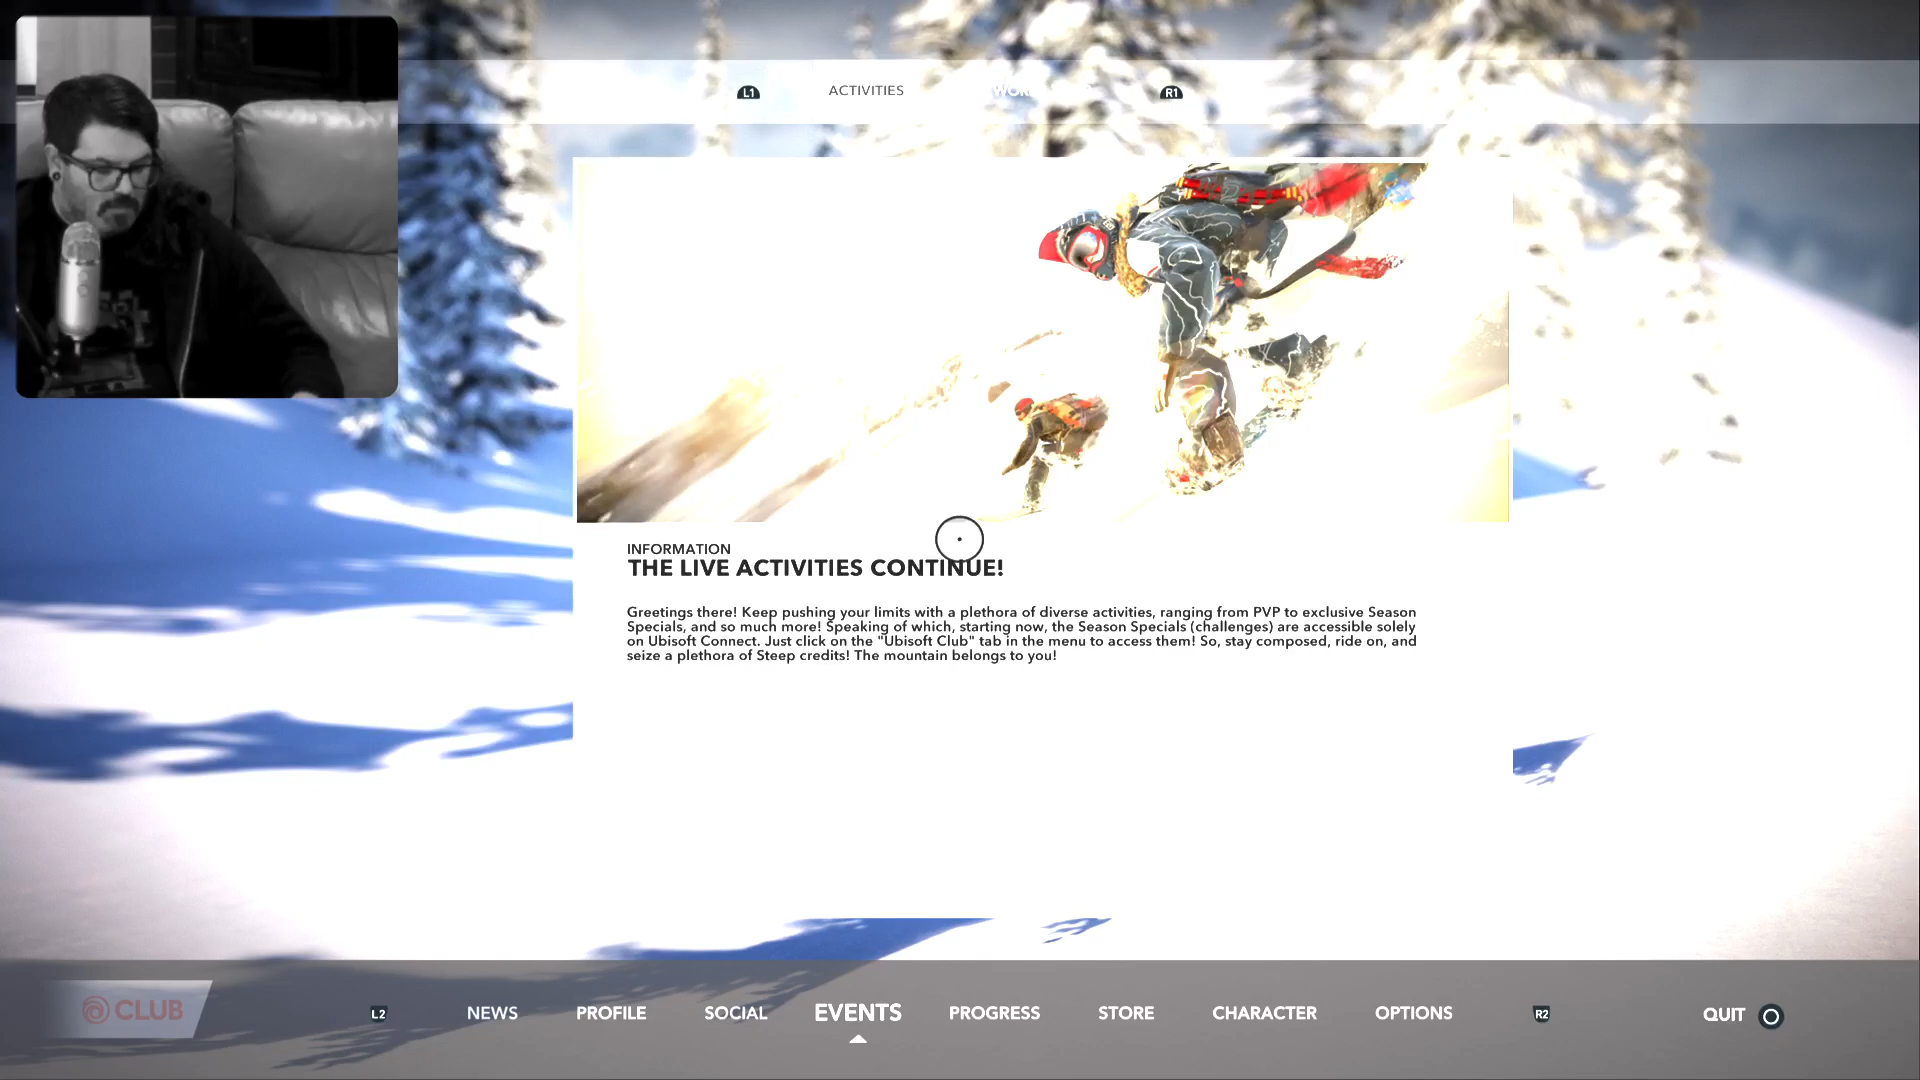 L1
ACTIVITIES
R1
INFORMATION
THE LIVE ACTIVITIES CONTINUE!
Greetings there! Keep pushing your limits with a plethora of diverse activities, ranging from PVP to exclusive Season
Specials, and so much more! Speaking of which, starting now, the Season Specials (challenges) are accessible solely
on Ubisoft Connect. Just click on the "Ubisoft Club" tab in the menu to access them! So, stay composed, ride on, and
seize a plethora of Steep credits! The mountain belongs to you!
CLUB
L2
NEWS
PROFILE
SOCIAL
EVENTS
PROGRESS
STORE
CHARACTER
OPTIONS
R2
QUIT